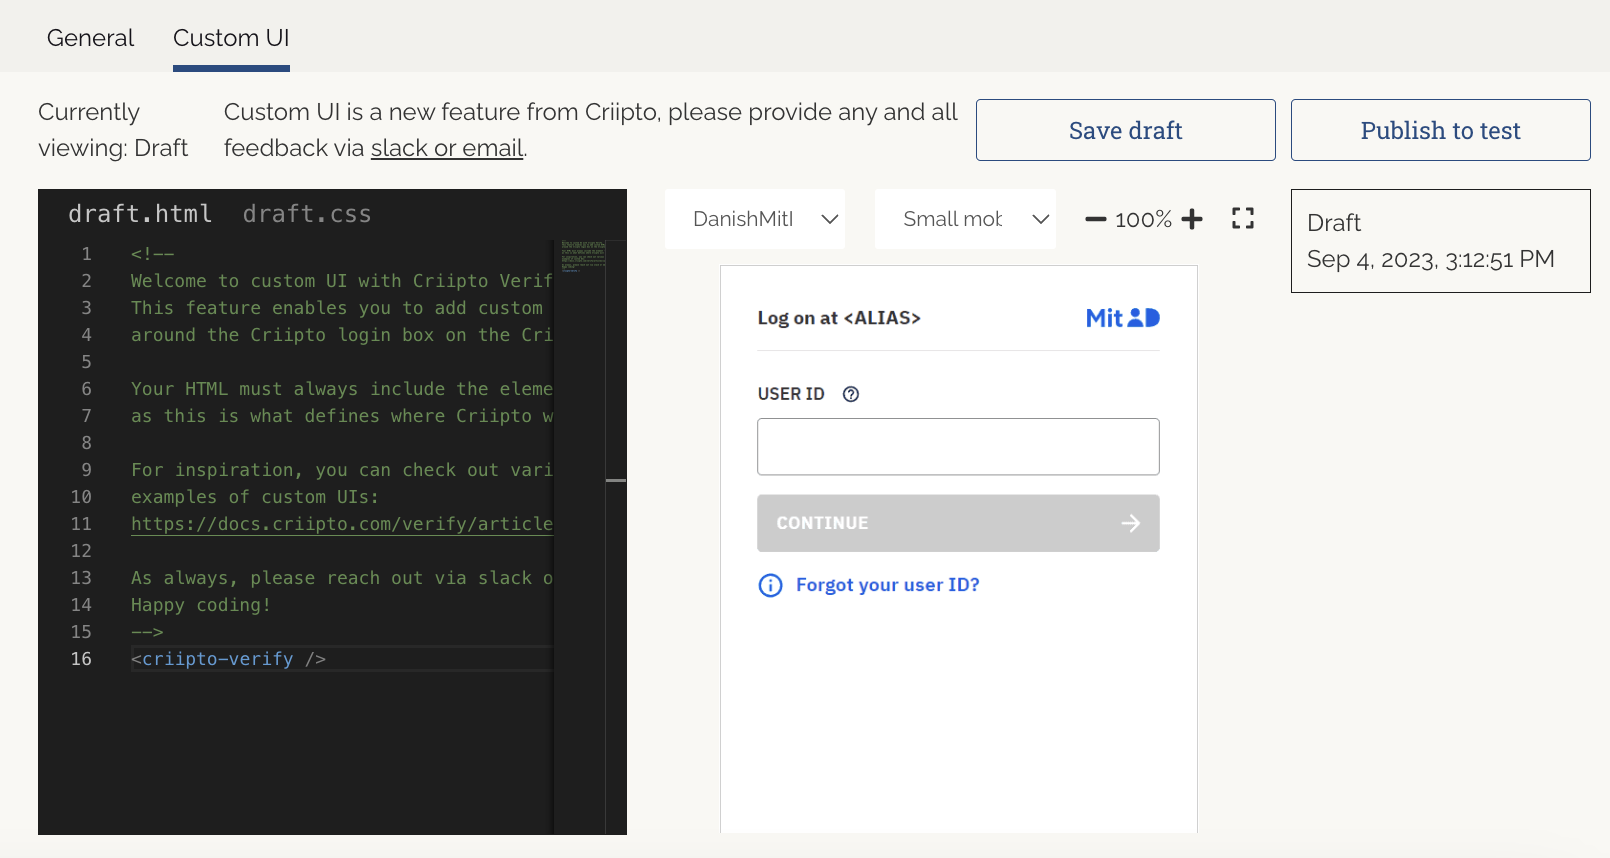 General Custom UI
Currently
viewing: Draft
Custom UI is a new feature from Criipto, please provide any and all
feedback via slack or email.
Save draft
Publish to test
draft.html draft.css
1 <!--
2 Welcome to custom UI with Criipto Verif
3 This feature enables you to add custom
4 around the Criipto login box on the Cri
5
6 Your HTML must always include the eleme
7 as this is what defines where Criipto w
8
9 For inspiration, you can check out vari
10 examples of custom UIs:
11 https://docs.criipto.com/verify/article
12
13 As always, please reach out via slack o
14 Happy coding!
15 -->
16 <criipto-verify />
DanishMitI
Small mob
100%
Log on at <ALIAS>
Mit ID
USER ID
CONTINUE
Forgot your user ID?
Draft
Sep 4, 2023, 3:12:51 PM